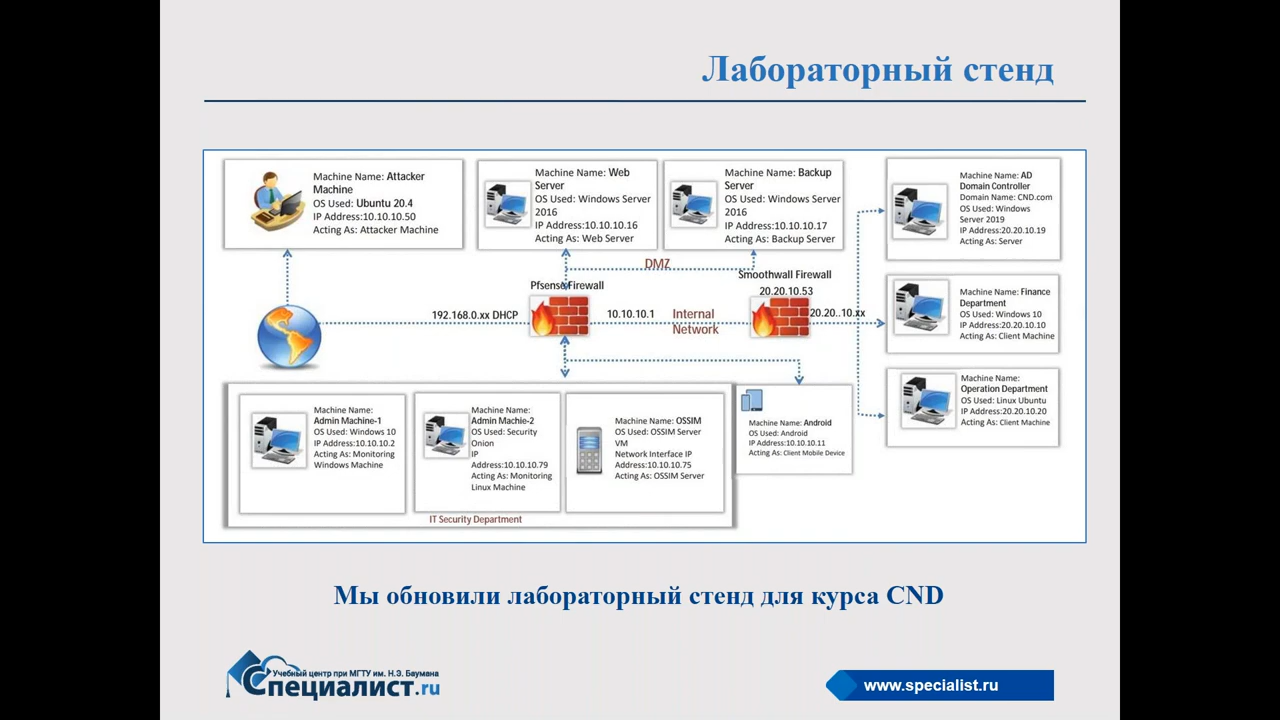 Лабораторный стенд
Machine Name: Attacker
Machine
OS Used: Ubuntu 20.4
IP Address:10.10.10.50
Acting As: Attacker Machine
Machine Name: Web
Server
OS Used: Windows Server
2016
IP Address:10.10.10.16
Acting As: Web Server
Machine Name: Backup
Server
OS Used: Windows Server
2016
IP Address:10.10.10.17
Acting As: Backup Server
Machine Name: AD
Domain Controller
Domain Name: CND.com
OS Used: Windows
Server 2019
IP Address:20.20.10.19
Acting As: Server
DMZ
Pfsense Firewall
Smoothwall Firewall
20.20.10.53
192.168.0.xx DHCP
10.10.10.1
Internal
Network
20.20..10.xx
Machine Name: Finance
Department
OS Used: Windows 10
IP Address:20.20.10.10
Acting As: Client Machine
Machine Name:
Operation Department
OS Used: Linux Ubuntu
IP Address:20.20.10.20
Acting As: Client Machine
Machine Name:
Admin Machine-1
OS Used: Windows 10
IP Address:10.10.10.2
Acting As: Monitoring
Windows Machine
Machine Name:
Admin Machie-2
OS Used: Security
Onion
IP
Address:10.10.10.79
Acting As: Monitoring
Linux Machine
Machine Name: OSSIM
OS Used: OSSIM Server
VM
Network Interface IP
Address:10.10.10.75
Acting As: OSSIM Server
Machine Name: Android
OS Used: Android
IP Address:10.10.10.11
Acting As: Client Mobile Device
IT Security Department
Мы обновили лабораторный стенд для курса CND
Учебный центр при МГТУ им. Н.Э. Баумана
Специалист.ru
www.specialist.ru